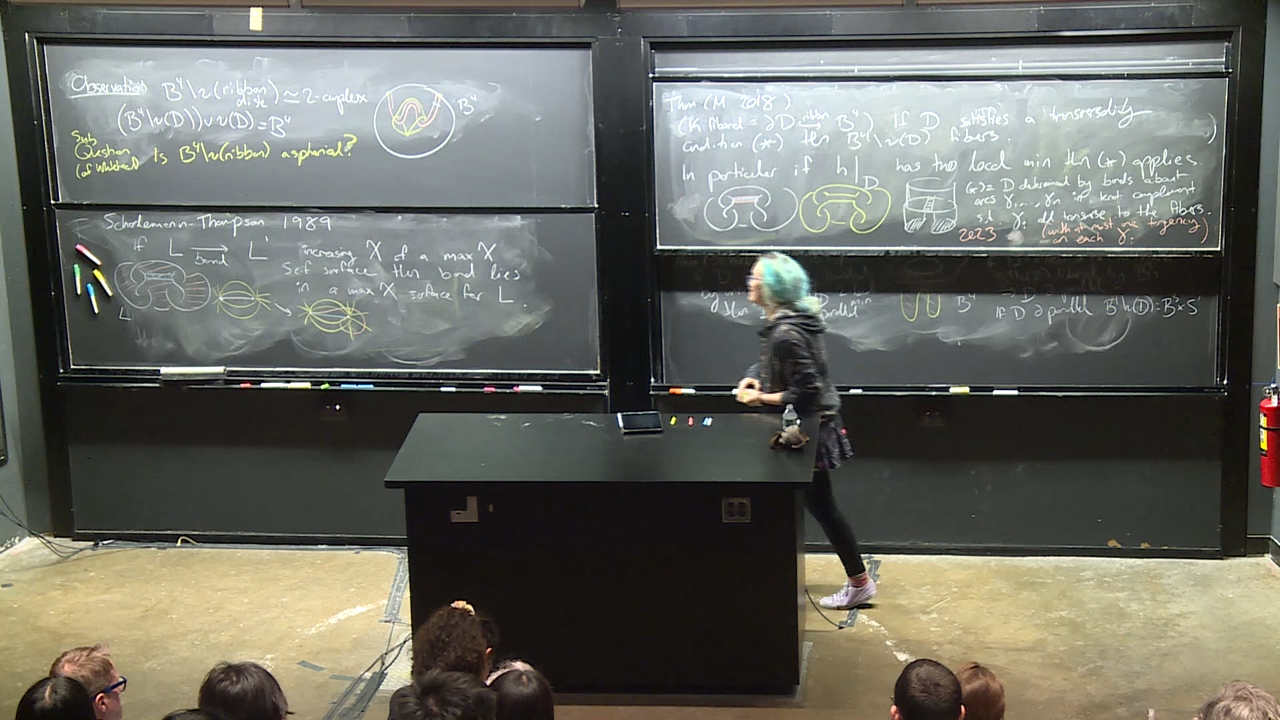 Observation B⁴\ν(ribbon disk) ≃ 2-complex
(B⁴\ν(D)) ∪ ν(D) = B⁴
B⁴
Sub Question (of Whitehead) Is B⁴\ν(ribbon) aspherical?
Scharlemann-Thompson 1989
If L → L' increasing χ of a max χ
band
Seif surface then band lies
in a max χ surface for L.
L
Thm (M 2018)
(K fibered = ∂D ribbon B⁴) if D satisfies a transversality
condition (*) then B⁴\ν(D) fibers.
In particular if h|_D has two local min then (*) applies.
(*) = D determined by bands about
arcs γ₁, ..., γₙ in knot complement
s.t. γᵢ all transverse to the fibers.
2023 (with at most one tangency
on each γᵢ)
B⁴
if D ∂ parallel B⁴\ν(D) = B³×S¹